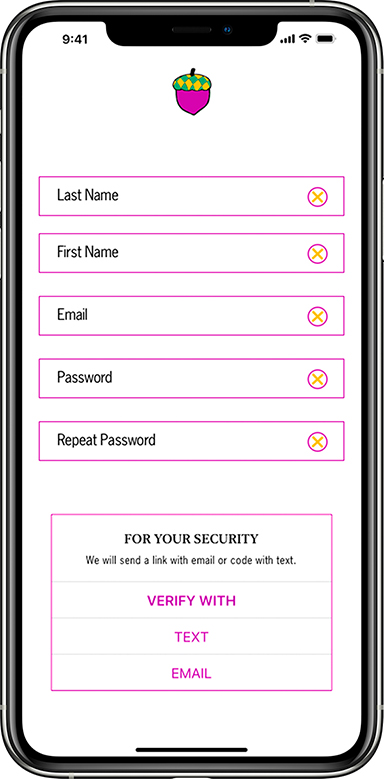 9:41
Last Name
First Name
Email
Password
Repeat Password
FOR YOUR SECURITY
We will send a link with email or code with text.
VERIFY WITH
TEXT
EMAIL